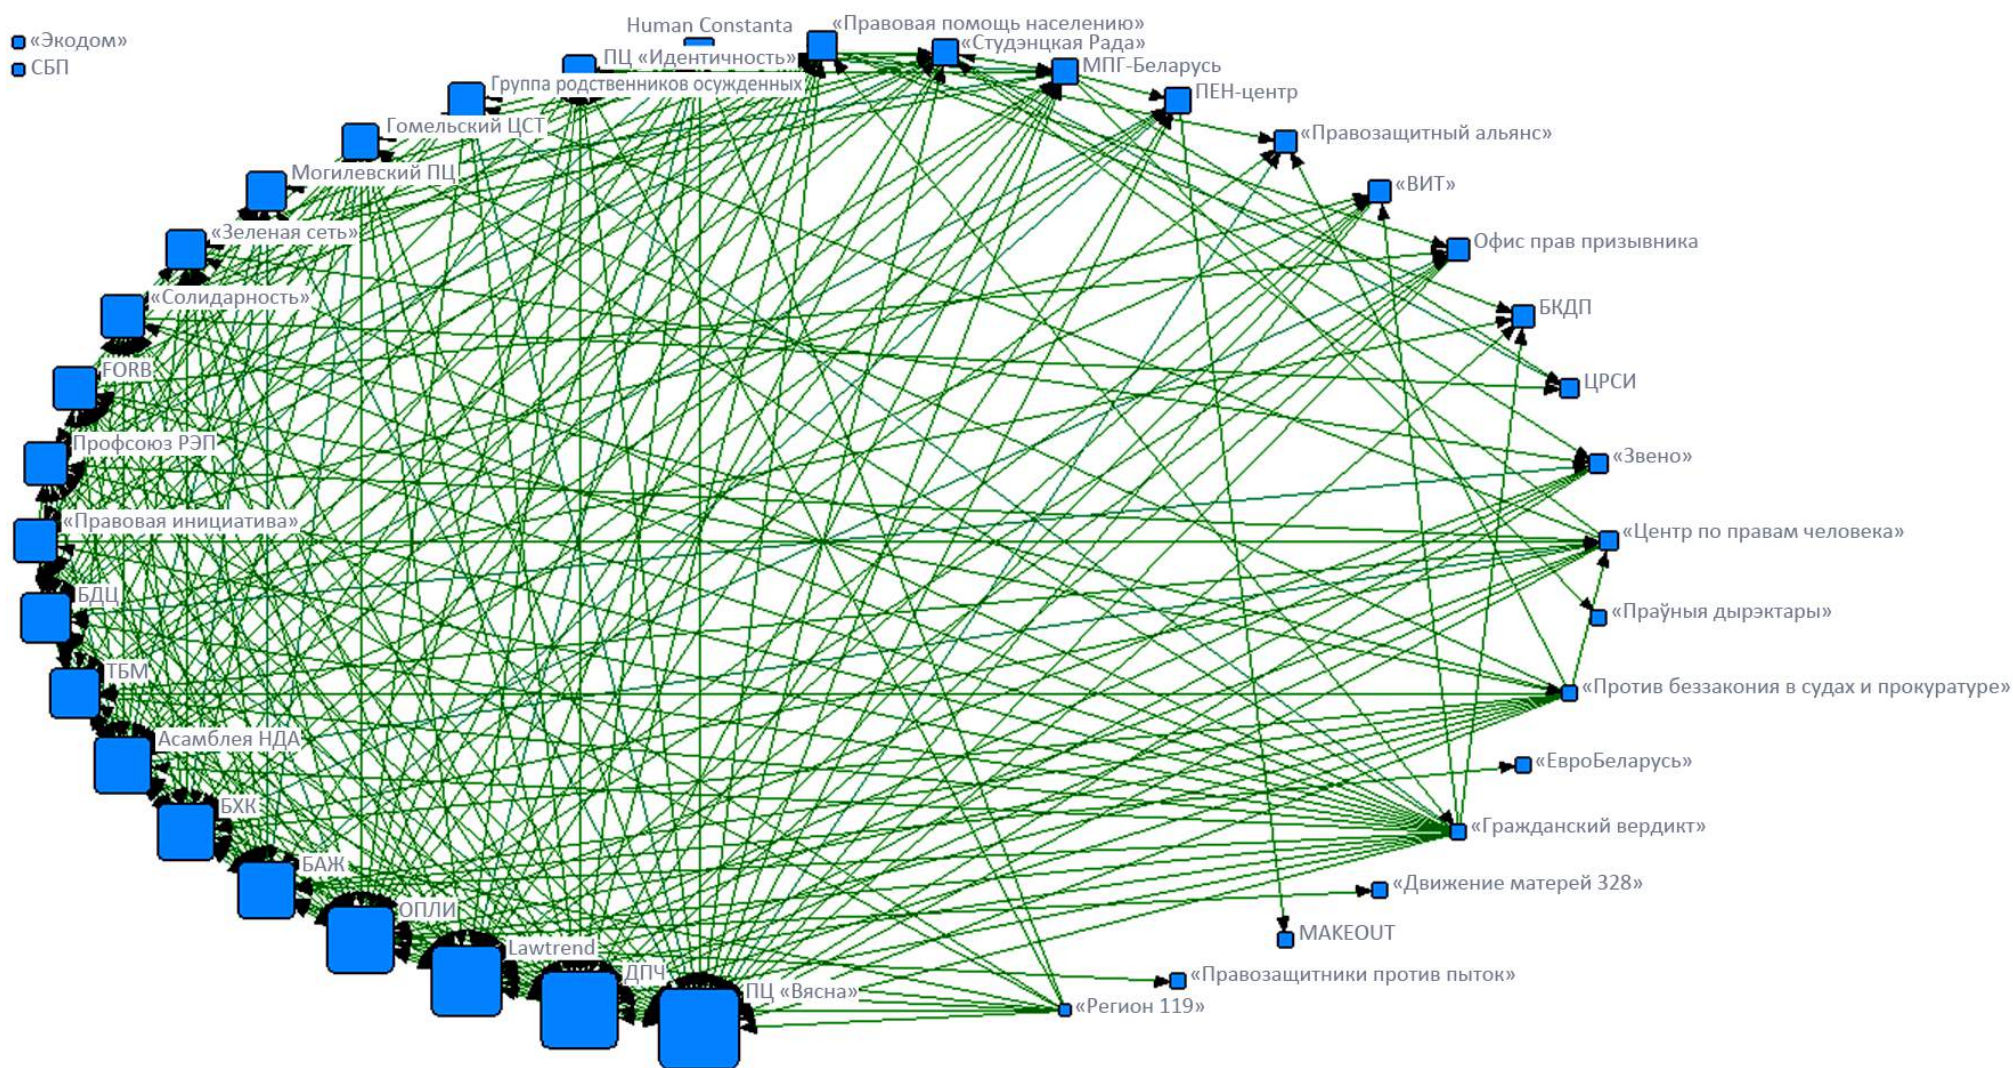 Human Constanta
«Правовая помощь населению»
«Экодом»
«Студэнцкая Рада»
СБП
ПЦ «Идентичность»
МПГ-Беларусь
Группа родственников осужденных
ПЕН-центр
Гомельский ЦСТ
«Правозащитный альянс»
Могилевский ПЦ
«ВИТ»
«Зеленая сеть»
Офис прав призывника
«Солидарность»
БКДП
FORB
ЦРСИ
Профсоюз РЭП
«Звено»
«Правовая инициатива»
«Центр по правам человека»
БДЦ
«Праўныя дырэктары»
ТБМ
«Против беззакония в судах и прокуратуре»
Асамблея НДА
«ЕвроБеларусь»
БХК
«Гражданский вердикт»
БАЖ
«Движение матерей 328»
ОПЛИ
MAKEOUT
Lawtrend
ДПЧ
«Правозащитники против пыток»
ПЦ «Вясна»
«Регион 119»